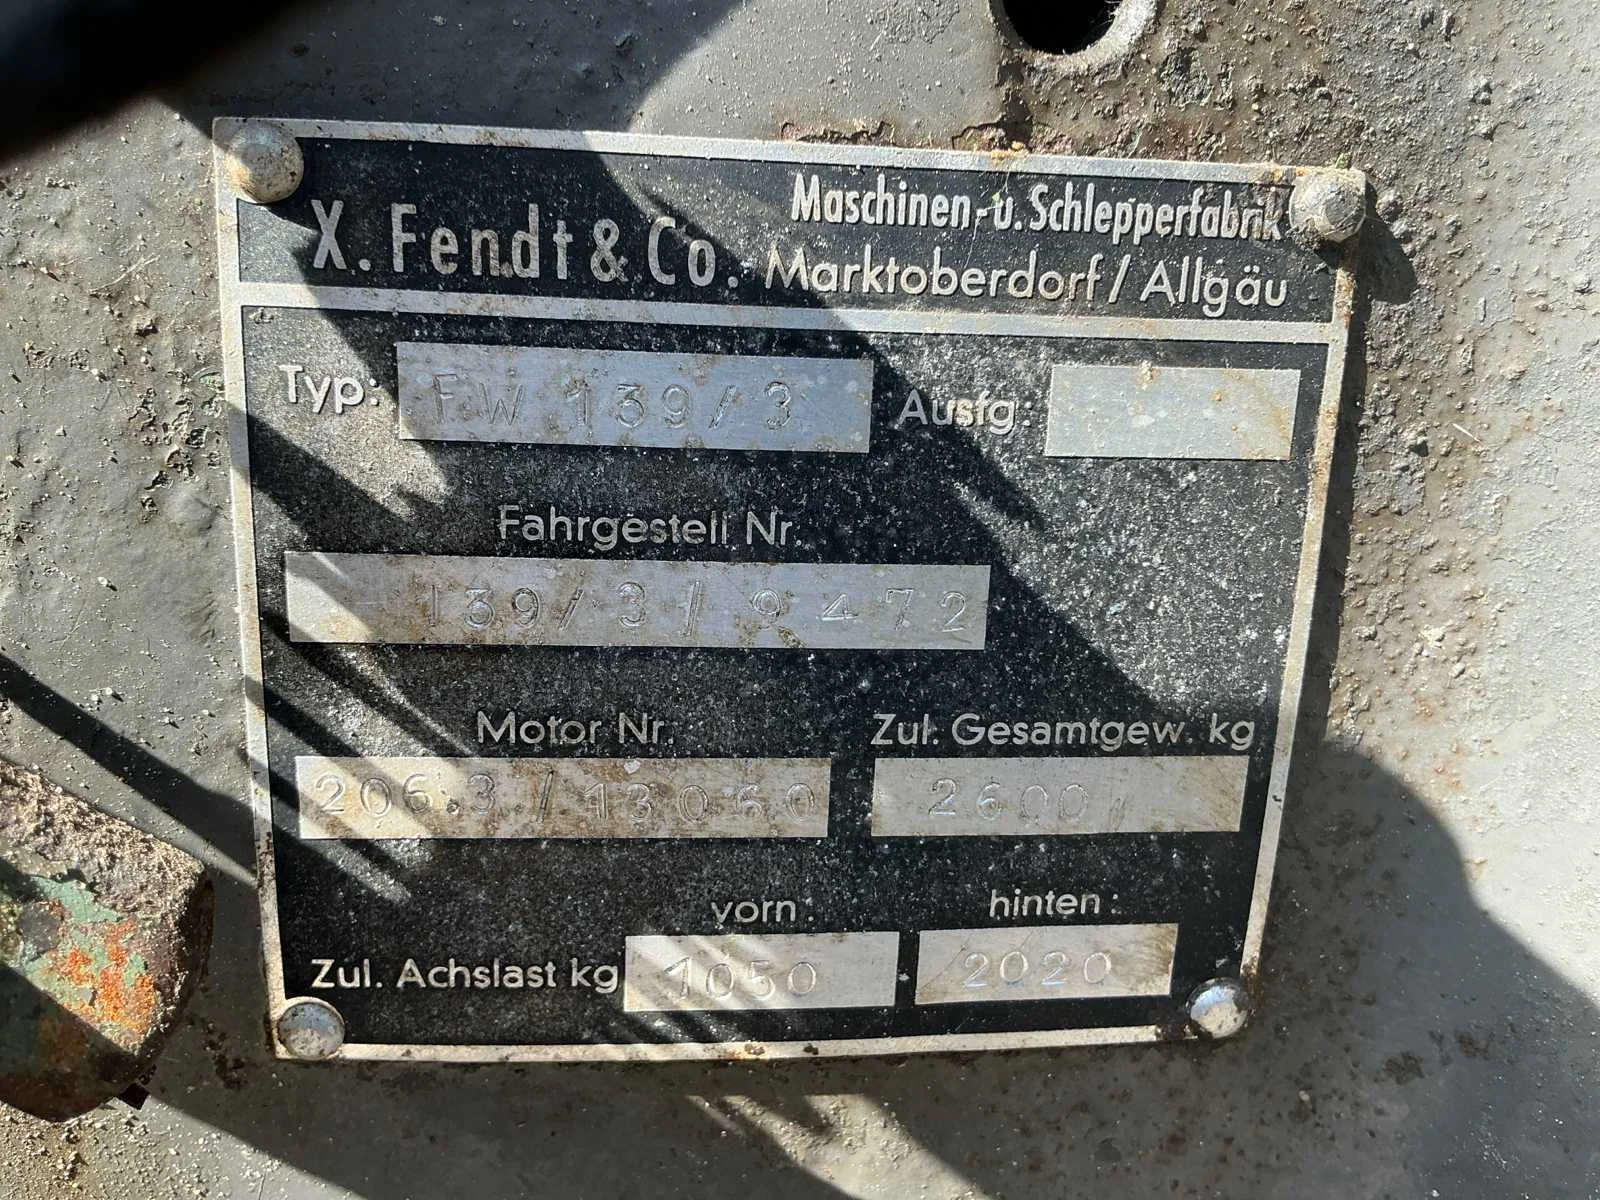 X. Fendt & Co. Maschinen- u. Schlepperfabrik
Marktoberdorf / Allgäu
Typ: FW 139/3 Ausfg:
Fahrgestell Nr.
139/3/9472
Motor Nr. Zul. Gesamtgew. kg
206.3/13060 2600
vorn: hinten:
Zul. Achslast kg 1050 2020